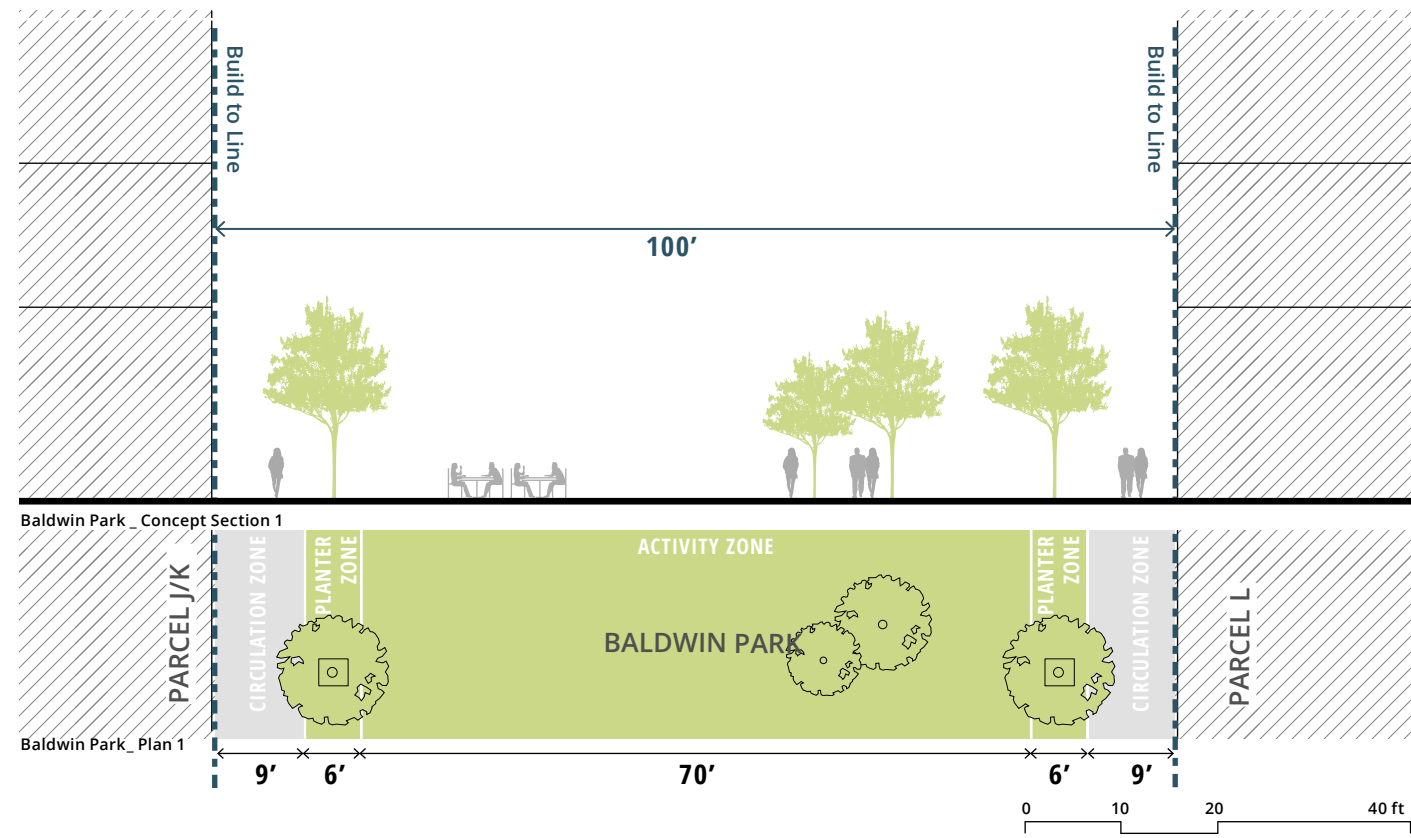 Build to Line
Build to Line
100’
Baldwin Park _ Concept Section 1
PARCEL J/K
CIRCULATION ZONE
PLANTER
ZONE
ACTIVITY ZONE
BALDWIN PARK
PLANTER
ZONE
CIRCULATION ZONE
PARCEL L
Baldwin Park_ Plan 1
9’ 6’ 70’ 6’ 9’
0 10 20 40 ft